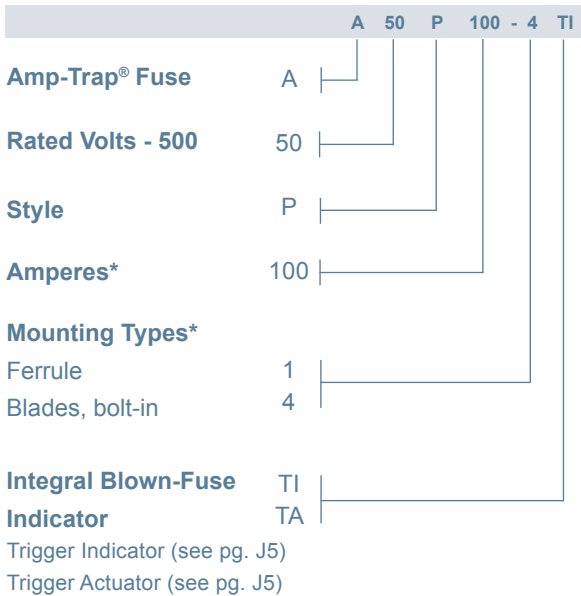 A 50 P 100 - 4 TI
Amp-Trap® Fuse A
Rated Volts - 500 50
Style P
Amperes* 100
Mounting Types*
Ferrule 1
Blades, bolt-in 4
Integral Blown-Fuse TI
Indicator TA
Trigger Indicator (see pg. J5)
Trigger Actuator (see pg. J5)